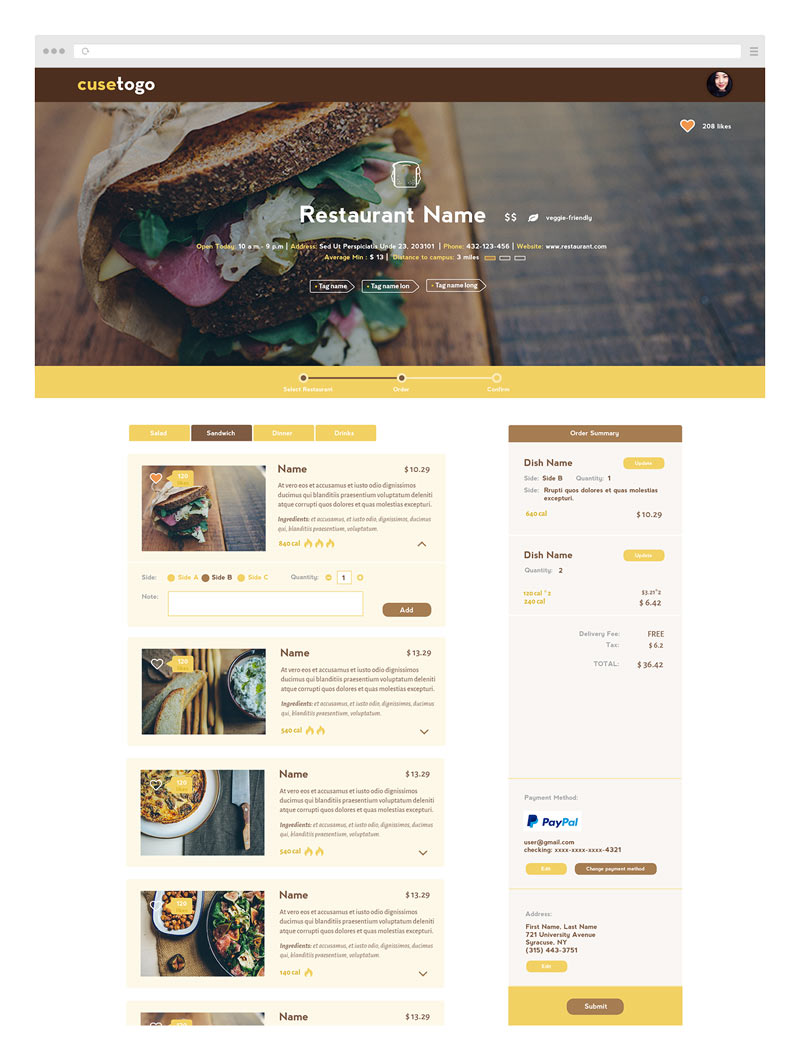 cusetogo
208 likes
Restaurant Name $$ veggie-friendly
Open Today: 10 a.m.- 9 p.m | Address: Sed Ut Perspiciatis Unde 23, 203101 | Phone: 432-123-456 | Website: www.restaurant.com
Average Min : $ 13 | Distance to campus: 3 miles
Tag name Tag name lon Tag name long
Select Restaurant Order Confirm
Salad Sandwich Dinner Drinks
120
likes
Name $ 10.29
At vero eos et accusamus et iusto odio dignissimos
ducimus qui blanditiis praesentium voluptatum deleniti
atque corrupti quos dolores et quas molestias excepturi.
Ingredients: et accusamus, et iusto odio, dignissimos, ducimus
qui, blanditiis praesentium, voluptatum.
840 cal
Side: Side A Side B Side C Quantity: 1
Note:
Add
120
likes
Name $ 13.29
At vero eos et accusamus et iusto odio dignissimos
ducimus qui blanditiis praesentium voluptatum deleniti
atque corrupti quos dolores et quas molestias excepturi.
Ingredients: et accusamus, et iusto odio, dignissimos, ducimus
qui, blanditiis praesentium, voluptatum.
540 cal
120
likes
Name $ 13.29
At vero eos et accusamus et iusto odio dignissimos
ducimus qui blanditiis praesentium voluptatum deleniti
atque corrupti quos dolores et quas molestias excepturi.
Ingredients: et accusamus, et iusto odio, dignissimos, ducimus
qui, blanditiis praesentium, voluptatum.
540 cal
120
likes
Name $ 13.29
At vero eos et accusamus et iusto odio dignissimos
ducimus qui blanditiis praesentium voluptatum deleniti
atque corrupti quos dolores et quas molestias excepturi.
Ingredients: et accusamus, et iusto odio, dignissimos, ducimus
qui, blanditiis praesentium, voluptatum.
140 cal
Name $ 13.29
Order Summary
Dish Name Update
Side: Side B Quantity: 1
Side: Rrupti quos dolores et quas molestias
excepturi.
640 cal $ 10.29
Dish Name Update
Quantity: 2
120 cal * 2 $3.21*2
240 cal $ 6.42
Delivery Fee: FREE
Tax: $ 6.2
TOTAL: $ 36.42
Payment Method:
PayPal
user@gmail.com
checking: xxxx-xxxx-xxxx-4321
Edit Change payment method
Address:
First Name, Last Name
721 University Avenue
Syracuse, NY
(315) 443-3751
Edit
Submit